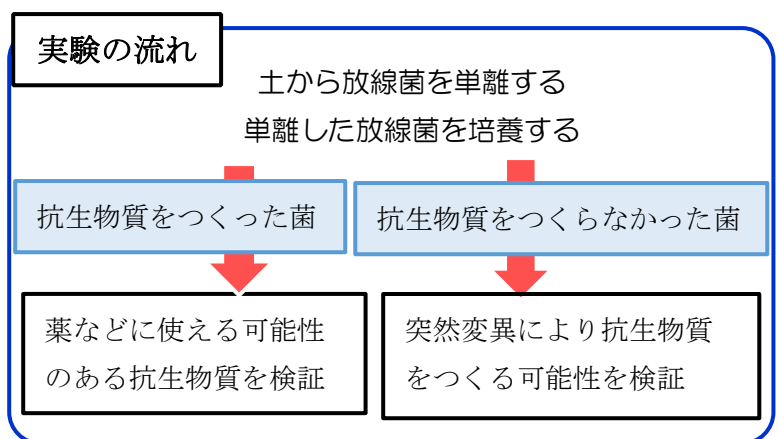 実験の流れ
土から放線菌を単離する
単離した放線菌を培養する
抗生物質をつくった菌
抗生物質をつくらなかった菌
薬などに使える可能性
のある抗生物質を検証
突然変異により抗生物質
をつくる可能性を検証